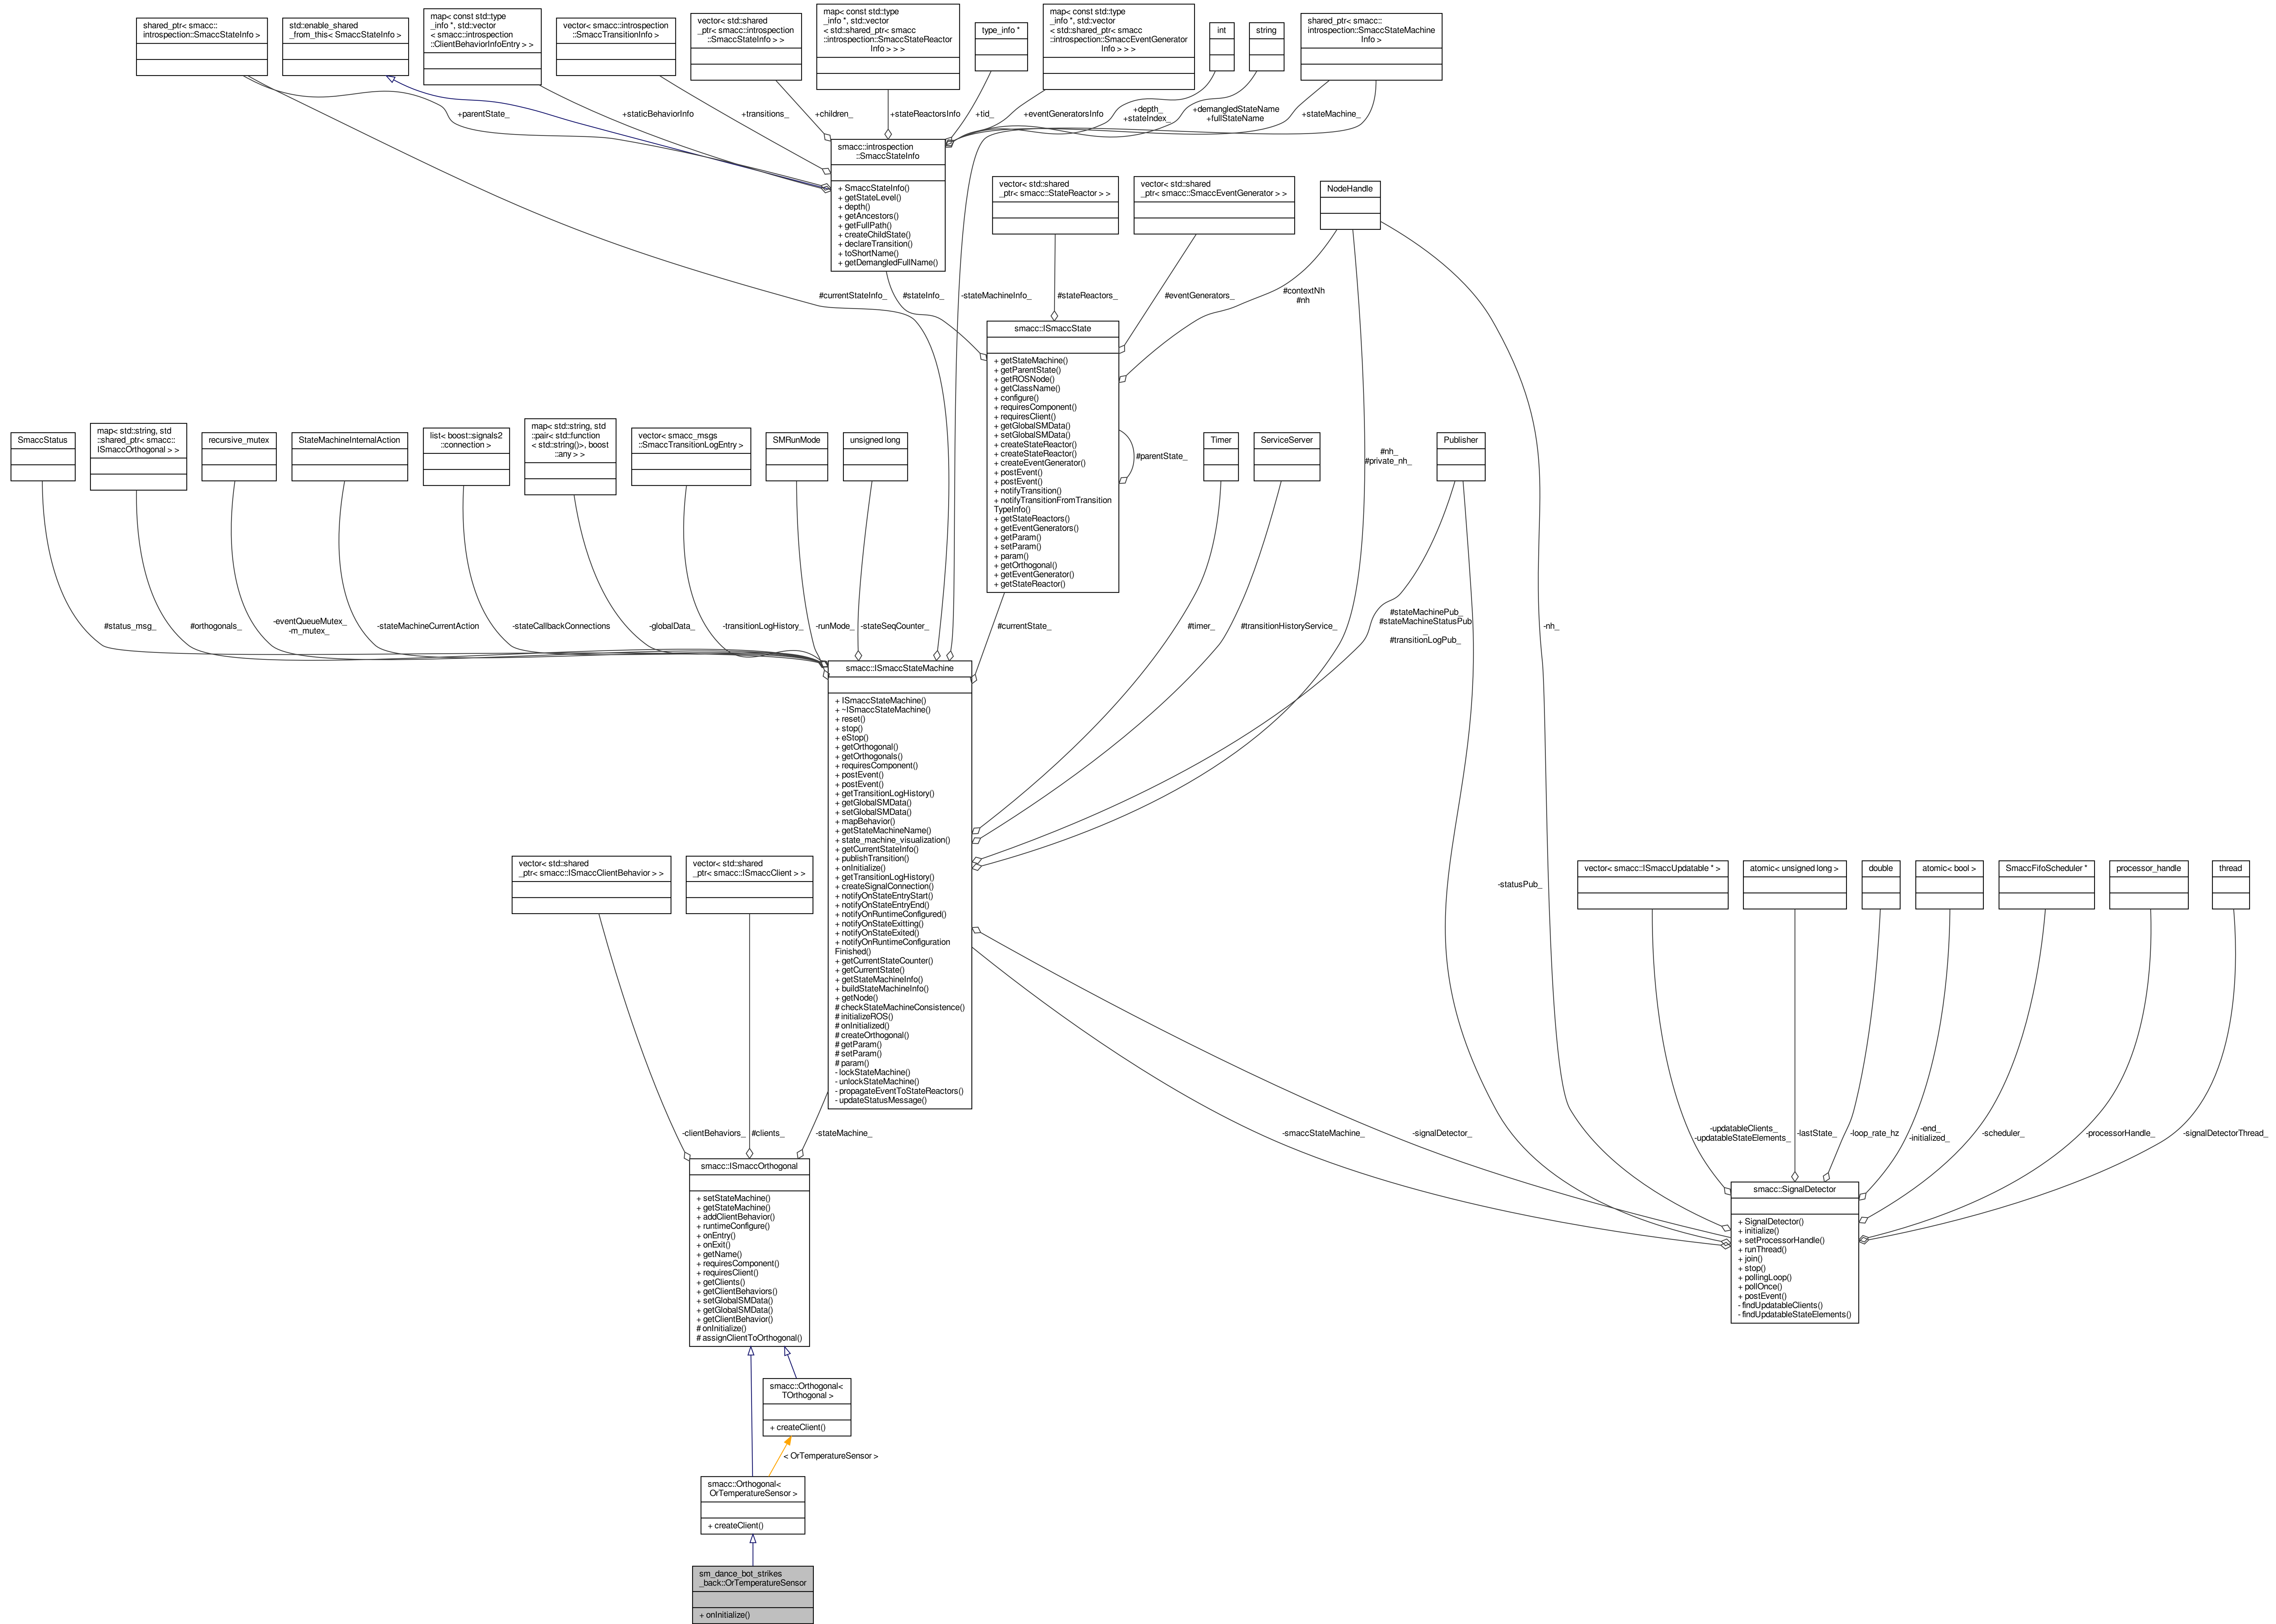 shared_ptr< smacc::
introspection::SmaccStateInfo >
std::enable_shared
_from_this< SmaccStateInfo >
map< const std::type
_info *, std::vector
< smacc::introspection
::ClientBehaviorInfoEntry > >
vector< smacc::introspection
::SmaccTransitionInfo >
vector< std::shared
_ptr< smacc::introspection
::SmaccStateInfo > >
map< const std::type
_info *, std::vector
< std::shared_ptr< smacc
::introspection::SmaccStateReactor
Info > > >
type_info *
map< const std::type
_info *, std::vector
< std::shared_ptr< smacc
::introspection::SmaccEventGenerator
Info > > >
int
string
shared_ptr< smacc::
introspection::SmaccStateMachine
Info >
+parentState_
+staticBehaviorInfo
+transitions_
+children_
+stateReactorsInfo
+tid_
+eventGeneratorsInfo
+depth_
+stateIndex_
+demangledStateName
+fullStateName
+stateMachine_
smacc::introspection
::SmaccStateInfo
+ SmaccStateInfo()
+ getStateLevel()
+ depth()
+ getAncestors()
+ getFullPath()
+ createChildState()
+ declareTransition()
+ toShortName()
+ getDemangledFullName()
vector< std::shared
_ptr< smacc::StateReactor > >
vector< std::shared
_ptr< smacc::SmaccEventGenerator > >
NodeHandle
#currentStateInfo_
#stateInfo_
-stateMachineInfo_
#stateReactors_
#eventGenerators_
#contextNh
#nh
smacc::ISmaccState
+ getStateMachine()
+ getParentState()
+ getROSNode()
+ getClassName()
+ configure()
+ requiresComponent()
+ requiresClient()
+ getGlobalSMData()
+ setGlobalSMData()
+ createStateReactor()
+ createStateReactor()
+ createEventGenerator()
+ postEvent()
+ postEvent()
+ notifyTransition()
+ notifyTransitionFromTransition
TypeInfo()
+ getStateReactors()
+ getEventGenerators()
+ getParam()
+ setParam()
+ param()
+ getOrthogonal()
+ getEventGenerator()
+ getStateReactor()
#parentState_
SmaccStatus
map< std::string, std
::shared_ptr< smacc::
ISmaccOrthogonal > >
recursive_mutex
StateMachineInternalAction
list< boost::signals2
::connection >
map< std::string, std
::pair< std::function
< std::string()>, boost
::any > >
vector< smacc_msgs
::SmaccTransitionLogEntry >
SMRunMode
unsigned long
Timer
ServiceServer
Publisher
#nh_
#private_nh_
#status_msg_
#orthogonals_
-eventQueueMutex_
-m_mutex_
-stateMachineCurrentAction
-stateCallbackConnections
-globalData_
-transitionLogHistory_
-runMode_
-stateSeqCounter_
#currentState_
#timer_
#transitionHistoryService_
#stateMachinePub_
#stateMachineStatusPub
_
#transitionLogPub_
-nh_
smacc::ISmaccStateMachine
+ ISmaccStateMachine()
+ ~ISmaccStateMachine()
+ reset()
+ stop()
+ eStop()
+ getOrthogonal()
+ getOrthogonals()
+ requiresComponent()
+ postEvent()
+ postEvent()
+ getTransitionLogHistory()
+ getGlobalSMData()
+ setGlobalSMData()
+ mapBehavior()
+ getStateMachineName()
+ state_machine_visualization()
+ getCurrentStateInfo()
+ publishTransition()
+ onInitialize()
+ getTransitionLogHistory()
+ createSignalConnection()
+ notifyOnStateEntryStart()
+ notifyOnStateEntryEnd()
+ notifyOnRuntimeConfigured()
+ notifyOnStateExitting()
+ notifyOnStateExited()
+ notifyOnRuntimeConfiguration
Finished()
+ getCurrentStateCounter()
+ getCurrentState()
+ getStateMachineInfo()
+ buildStateMachineInfo()
+ getNode()
# checkStateMachineConsistence()
# initializeROS()
# onInitialized()
# createOrthogonal()
# getParam()
# setParam()
# param()
- lockStateMachine()
- unlockStateMachine()
- propagateEventToStateReactors()
- updateStatusMessage()
vector< std::shared
_ptr< smacc::ISmaccClientBehavior > >
vector< std::shared
_ptr< smacc::ISmaccClient > >
-statusPub_
vector< smacc::ISmaccUpdatable * >
atomic< unsigned long >
double
atomic< bool >
SmaccFifoScheduler *
processor_handle
thread
-clientBehaviors_
#clients_
-stateMachine_
-smaccStateMachine_
-signalDetector_
-updatableClients_
-updatableStateElements_
-lastState_
-loop_rate_hz
-end_
-initialized_
-scheduler_
-processorHandle_
-signalDetectorThread_
smacc::ISmaccOrthogonal
+ setStateMachine()
+ getStateMachine()
+ addClientBehavior()
+ runtimeConfigure()
+ onEntry()
+ onExit()
+ getName()
+ requiresComponent()
+ requiresClient()
+ getClients()
+ getClientBehaviors()
+ setGlobalSMData()
+ getGlobalSMData()
+ getClientBehavior()
# onInitialize()
# assignClientToOrthogonal()
smacc::SignalDetector
+ SignalDetector()
+ initialize()
+ setProcessorHandle()
+ runThread()
+ join()
+ stop()
+ pollingLoop()
+ pollOnce()
+ postEvent()
- findUpdatableClients()
- findUpdatableStateElements()
smacc::Orthogonal<
TOrthogonal >
+ createClient()
< OrTemperatureSensor >
smacc::Orthogonal<
OrTemperatureSensor >
+ createClient()
sm_dance_bot_strikes
_back::OrTemperatureSensor
+ onInitialize()